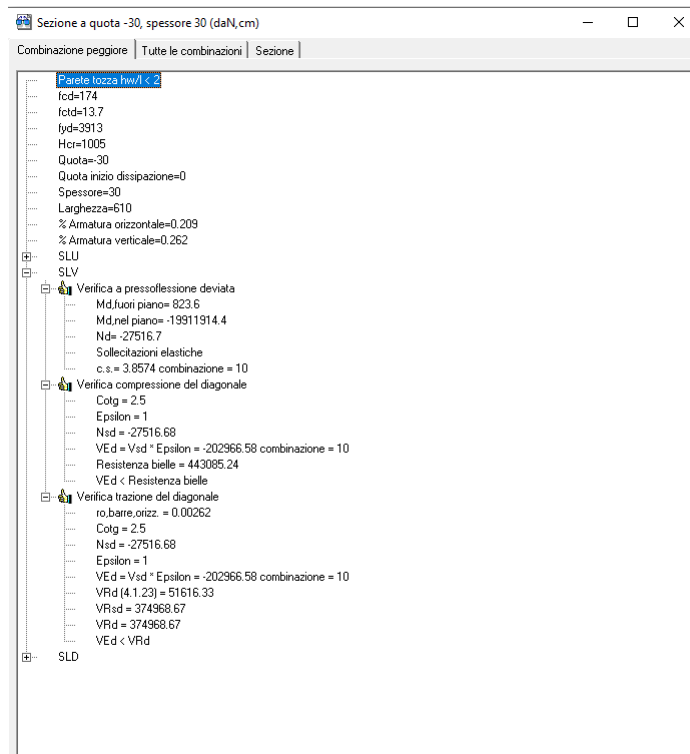 Sezione a quota -30, spessore 30 (daN,cm)
Combinazione peggiore Tutte le combinazioni Sezione
Parete tozza hw/l < 2
fcd=174
fctd=13.7
fyd=3913
Hcr=1005
Quota=-30
Quota inizio dissipazione=0
Spessore=30
Larghezza=610
% Armatura orizzontale=0.209
% Armatura verticale=0.262
SLU
SLV
Verifica a pressoflessione deviata
Md,fuori piano= 823.6
Md,nel piano= -19911914.4
Nd= -27516.7
Sollecitazioni elastiche
c.s.= 3.8574 combinazione = 10
Verifica compressione del diagonale
Cotg = 2.5
Epsilon = 1
Nsd = -27516.68
VEd = Vsd * Epsilon = -202966.58 combinazione = 10
Resistenza bielle = 443085.24
VEd < Resistenza bielle
Verifica trazione del diagonale
ro,barre,orizz. = 0.00262
Cotg = 2.5
Nsd = -27516.68
Epsilon = 1
VEd = Vsd * Epsilon = -202966.58 combinazione = 10
VRd (4.1.23) = 51616.33
VRsd = 374968.67
VRd = 374968.67
VEd < VRd
SLD